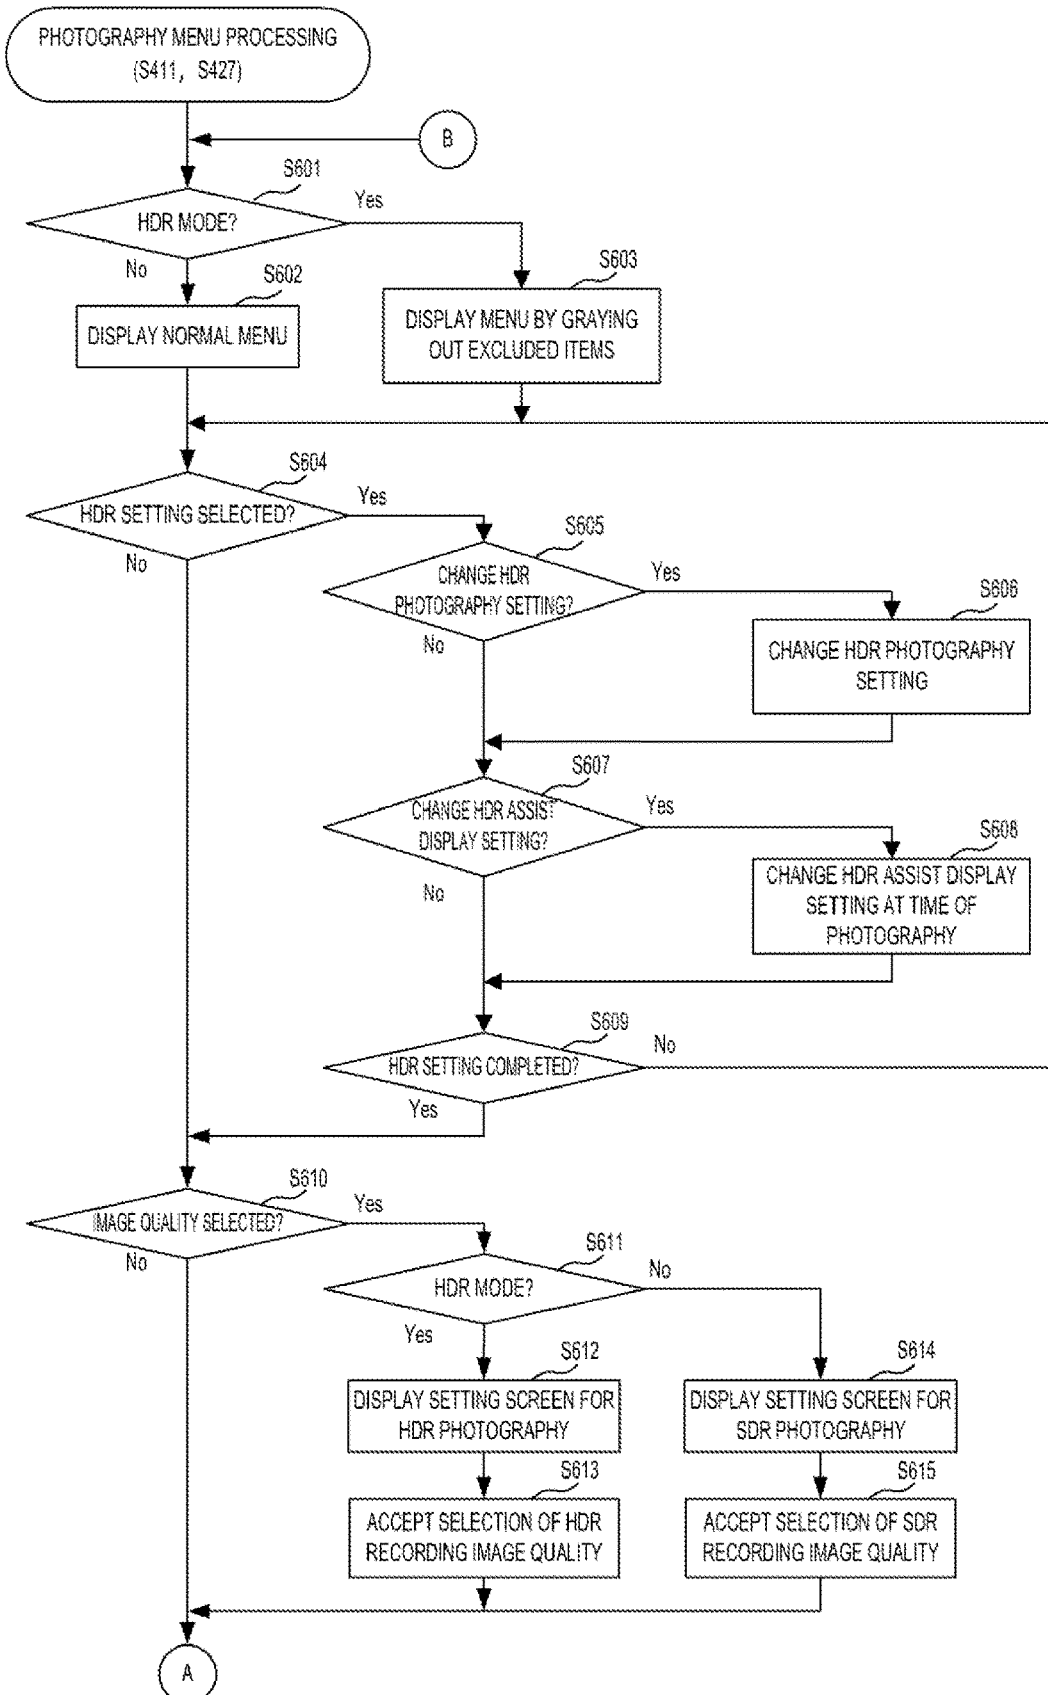 PHOTOGRAPHY MENU PROCESSING
(S411, S427)
B
S601
HDR MODE?
Yes
No
S602
DISPLAY NORMAL MENU
S603
DISPLAY MENU BY GRAYING
OUT EXCLUDED ITEMS
S604
HDR SETTING SELECTED?
Yes
No
S605
CHANGE HDR
PHOTOGRAPHY SETTING?
Yes
No
S606
CHANGE HDR PHOTOGRAPHY
SETTING
S607
CHANGE HDR ASSIST
DISPLAY SETTING?
Yes
No
S608
CHANGE HDR ASSIST DISPLAY
SETTING AT TIME OF
PHOTOGRAPHY
S609
HDR SETTING COMPLETED?
No
Yes
S610
IMAGE QUALITY SELECTED?
Yes
No
S611
HDR MODE?
No
Yes
S612
DISPLAY SETTING SCREEN FOR
HDR PHOTOGRAPHY
S614
DISPLAY SETTING SCREEN FOR
SDR PHOTOGRAPHY
S613
ACCEPT SELECTION OF HDR
RECORDING IMAGE QUALITY
S615
ACCEPT SELECTION OF SDR
RECORDING IMAGE QUALITY
A